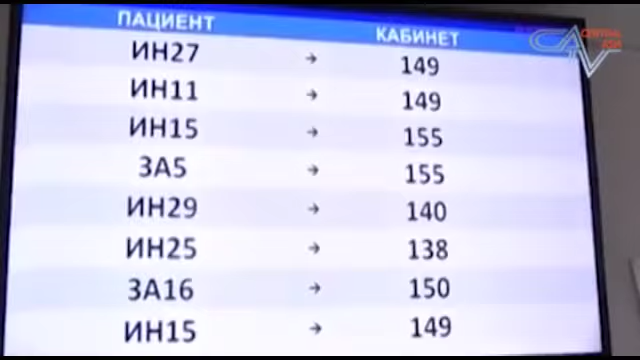 ПАЦИЕНТ КАБИНЕТ
ИН27 → 149
ИН11 → 149
ИН15 → 155
ЗА5 → 155
ИН29 → 140
ИН25 → 138
ЗА16 → 150
ИН15 → 149